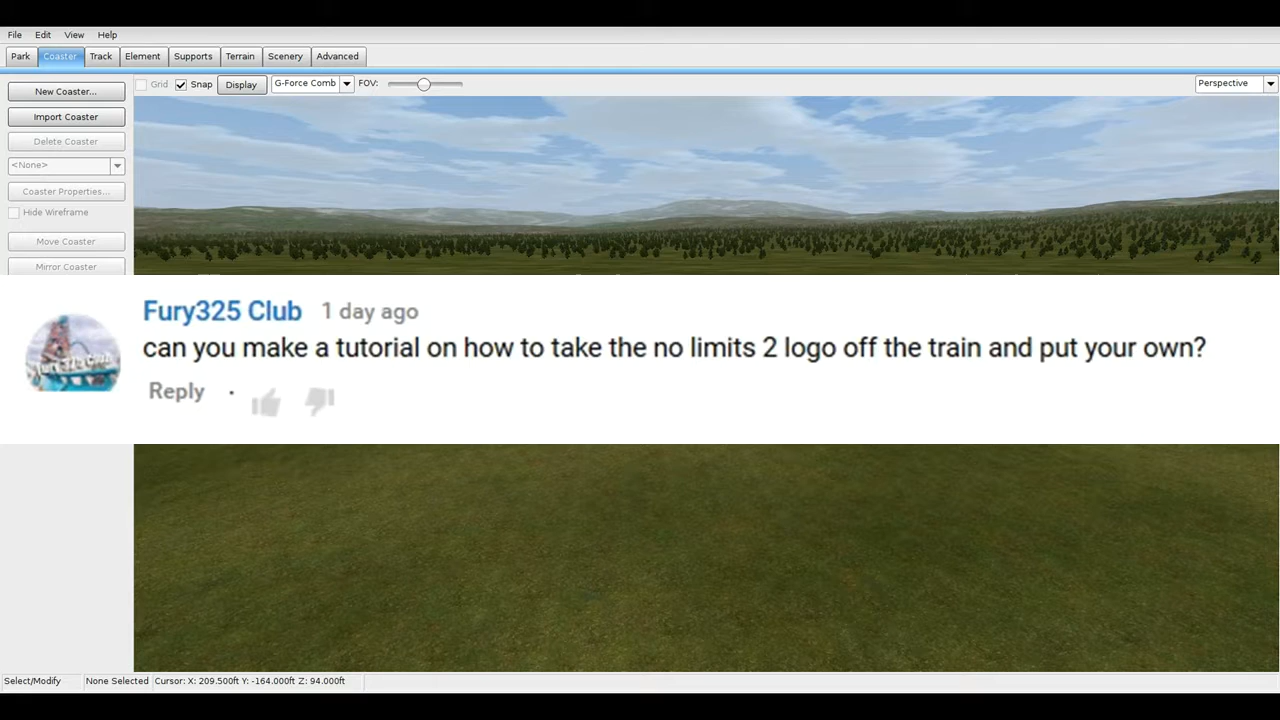 File Edit View Help
Park Coaster Track Element Supports Terrain Scenery Advanced
New Coaster... Grid Snap Display G-Force Comb FOV: Perspective
Import Coaster
Delete Coaster
<None>
Coaster Properties...
Hide Wireframe
Move Coaster
Mirror Coaster
Fury325 Club 1 day ago
can you make a tutorial on how to take the no limits 2 logo off the train and put your own?
Reply ·
Select/Modify None Selected Cursor: X: 209.500ft Y: -164.000ft Z: 94.000ft